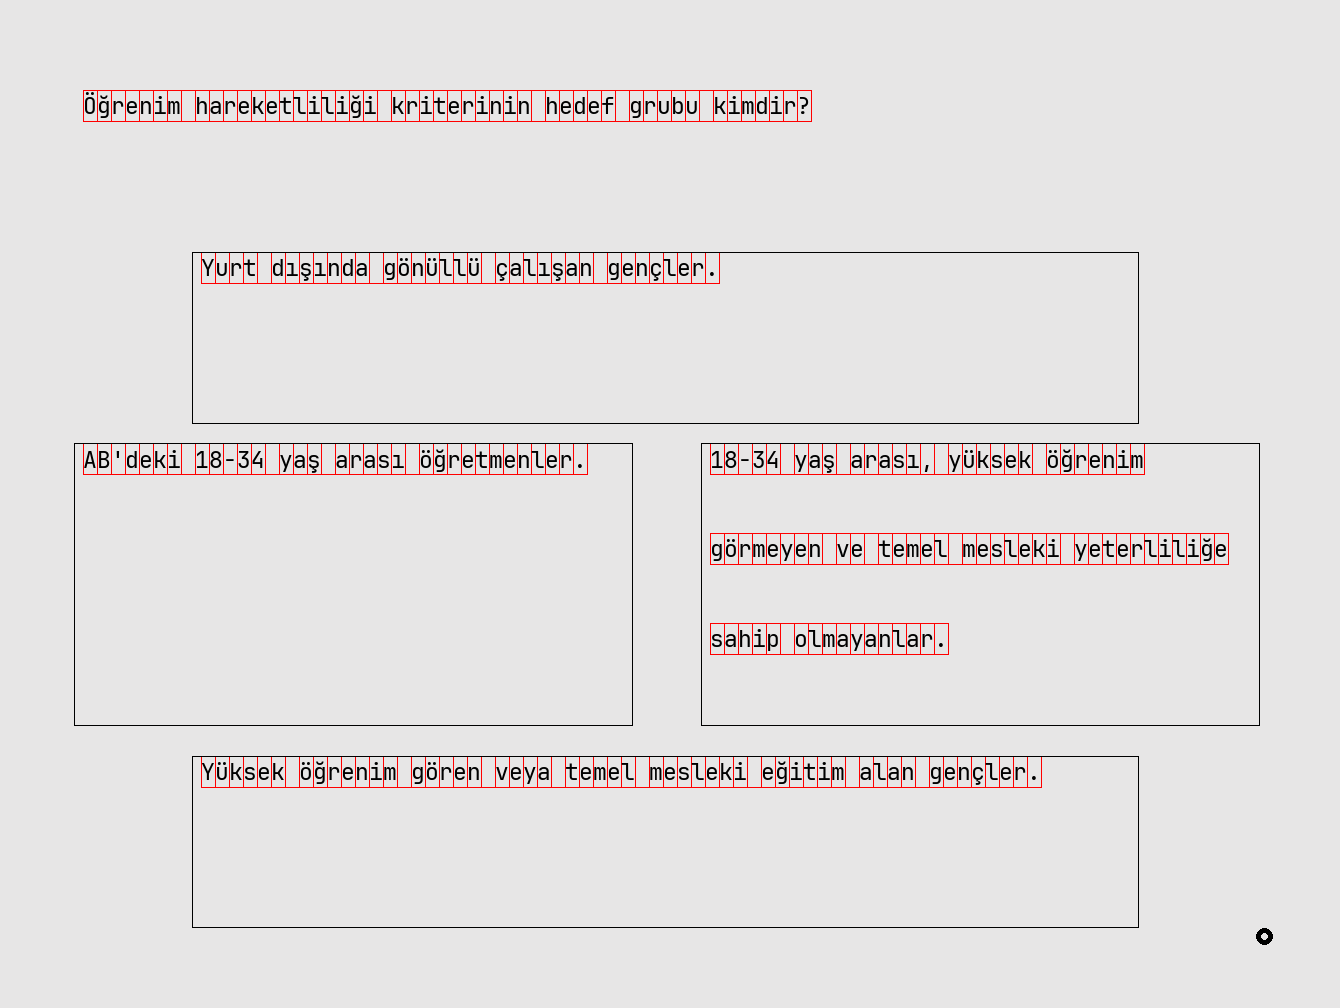 Öğrenim hareketliliği kriterinin hedef grubu kimdir?
Yurt dışında gönüllü çalışan gençler.
AB'deki 18-34 yaş arası öğretmenler.
18-34 yaş arası, yüksek öğrenim
görmeyen ve temel mesleki yeterliliğe
sahip olmayanlar.
Yüksek öğrenim gören veya temel mesleki eğitim alan gençler.